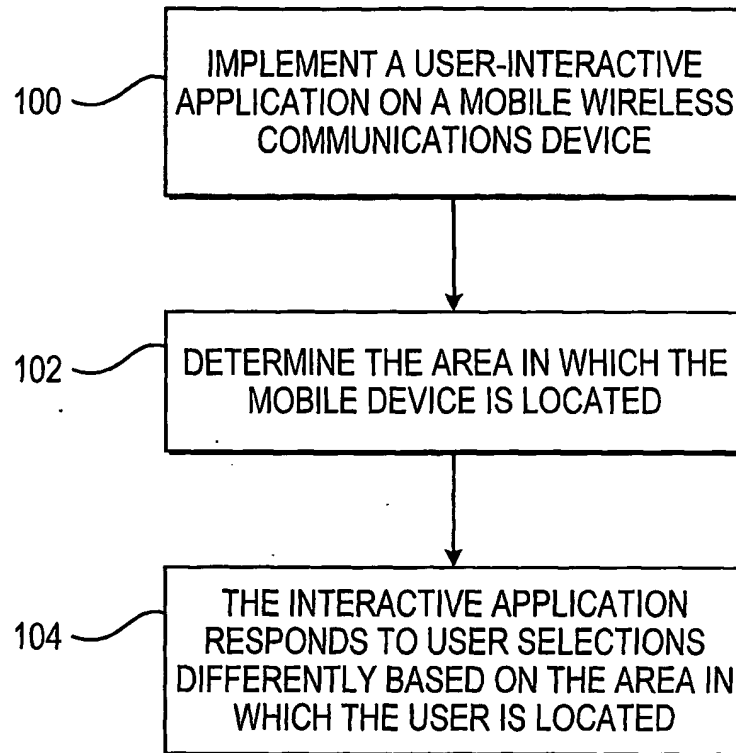 100
IMPLEMENT A USER-INTERACTIVE
APPLICATION ON A MOBILE WIRELESS
COMMUNICATIONS DEVICE
102
DETERMINE THE AREA IN WHICH THE
MOBILE DEVICE IS LOCATED
104
THE INTERACTIVE APPLICATION
RESPONDS TO USER SELECTIONS
DIFFERENTLY BASED ON THE AREA IN
WHICH THE USER IS LOCATED